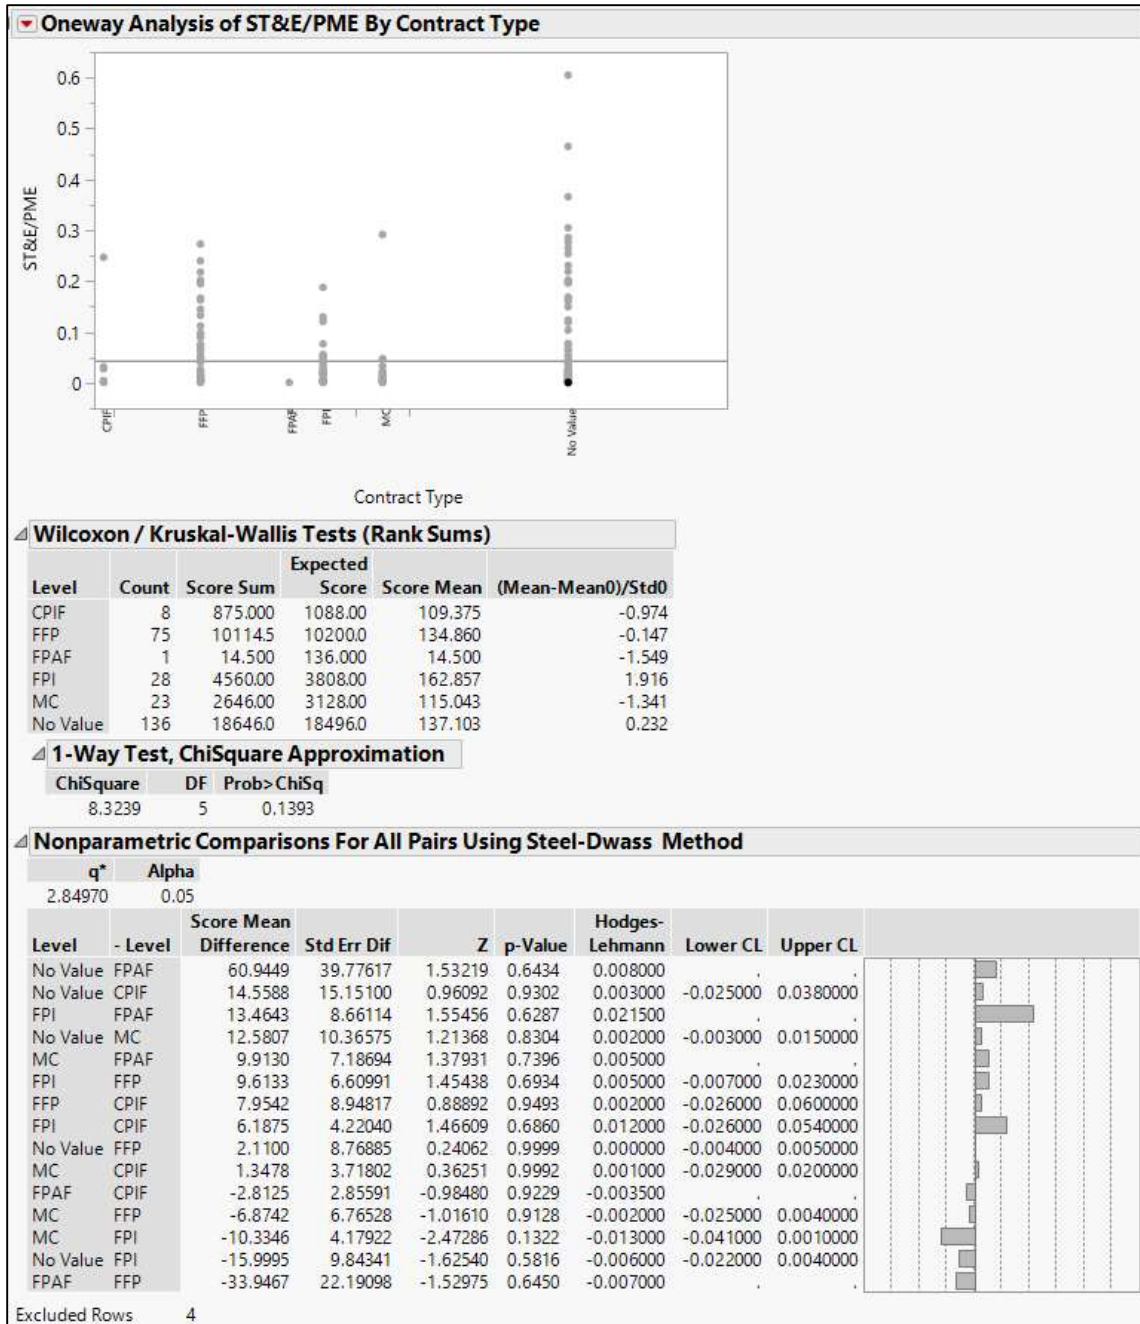 Oneway Analysis of ST&E/PME By Contract Type
0.6
0.5
0.4
0.3
0.2
0.1
0
ST&E/PME
CPIF FFP FPAF FPI MC No Value
Contract Type
Wilcoxon / Kruskal-Wallis Tests (Rank Sums)
Expected
Level Count Score Sum Score Score Mean (Mean-Mean0)/Std0
CPIF 8 875.000 1088.00 109.375 -0.974
FFP 75 10114.5 10200.0 134.860 -0.147
FPAF 1 14.500 136.000 14.500 -1.549
FPI 28 4560.00 3808.00 162.857 1.916
MC 23 2646.00 3128.00 115.043 -1.341
No Value 136 18646.0 18496.0 137.103 0.232
1-Way Test, ChiSquare Approximation
ChiSquare DF Prob>ChiSq
8.3239 5 0.1393
Nonparametric Comparisons For All Pairs Using Steel-Dwass Method
q* Alpha
2.84970 0.05
Score Mean Hodges-
Level - Level Difference Std Err Dif Z p-Value Lehmann Lower CL Upper CL
No Value FPAF 60.9449 39.77617 1.53219 0.6434 0.008000 . .
No Value CPIF 14.5588 15.15100 0.96092 0.9302 0.003000 -0.025000 0.0380000
FPI FPAF 13.4643 8.66114 1.55456 0.6287 0.021500 . .
No Value MC 12.5807 10.36575 1.21368 0.8304 0.002000 -0.003000 0.0150000
MC FPAF 9.9130 7.18694 1.37931 0.7396 0.005000 . .
FPI FFP 9.6133 6.60991 1.45438 0.6934 0.005000 -0.007000 0.0230000
FFP CPIF 7.9542 8.94817 0.88892 0.9493 0.002000 -0.026000 0.0600000
FPI CPIF 6.1875 4.22040 1.46609 0.6860 0.012000 -0.026000 0.0540000
No Value FFP 2.1100 8.76885 0.24062 0.9999 0.000000 -0.004000 0.0050000
MC CPIF 1.3478 3.71802 0.36251 0.9992 0.001000 -0.029000 0.0200000
FPAF CPIF -2.8125 2.85591 -0.98480 0.9229 -0.003500 . .
MC FFP -6.8742 6.76528 -1.01610 0.9128 -0.002000 -0.025000 0.0040000
MC FPI -10.3346 4.17922 -2.47286 0.1322 -0.013000 -0.041000 0.0010000
No Value FPI -15.9995 9.84341 -1.62540 0.5816 -0.006000 -0.022000 0.0040000
FPAF FFP -33.9467 22.19098 -1.52975 0.6450 -0.007000 . .
Excluded Rows 4